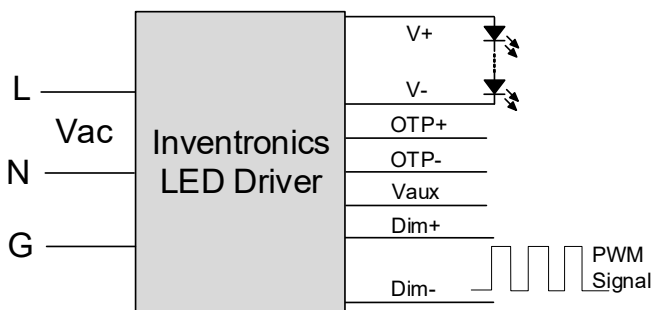 L
Vac
N
G
Inventronics
LED Driver
V+
V-
OTP+
OTP-
Vaux
Dim+
Dim-
PWM
Signal